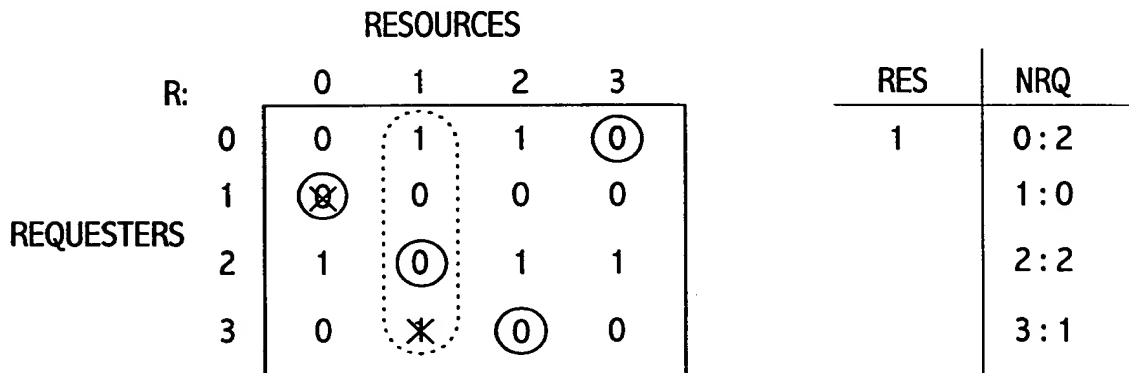 RESOURCES
R: 0 1 2 3 RES NRQ
0 0 1 1 0 1 0:2
1 0 0 0 1:0
REQUESTERS
2 1 0 1 1 2:2
3 0 0 0 3:1